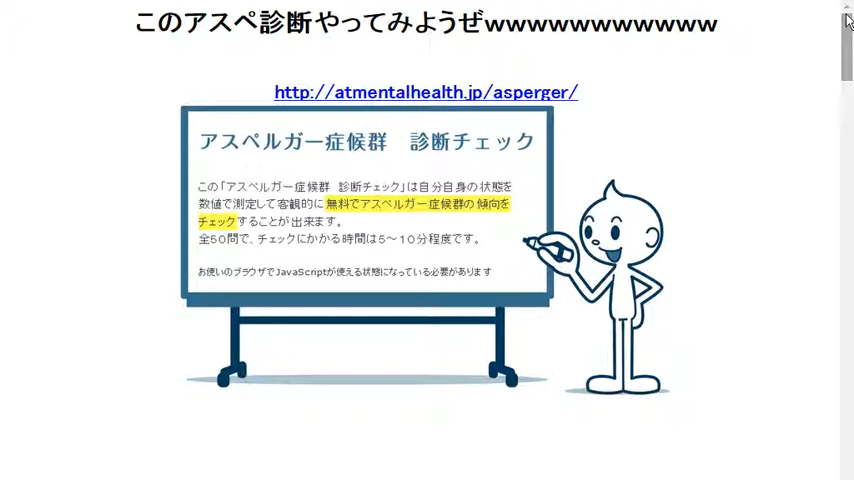 このアスペ診断やってみようぜwwwwwwwwwwww
http://atmentalhealth.jp/asperger/
アスペルガー症候群　診断チェック
この「アスペルガー症候群　診断チェック」は自分自身の状態を
数値で測定して客観的に無料でアスペルガー症候群の傾向を
チェックすることが出来ます。
全50問で、チェックにかかる時間は5～10分程度です。
お使いのブラウザでJavaScriptが使える状態になっている必要があります